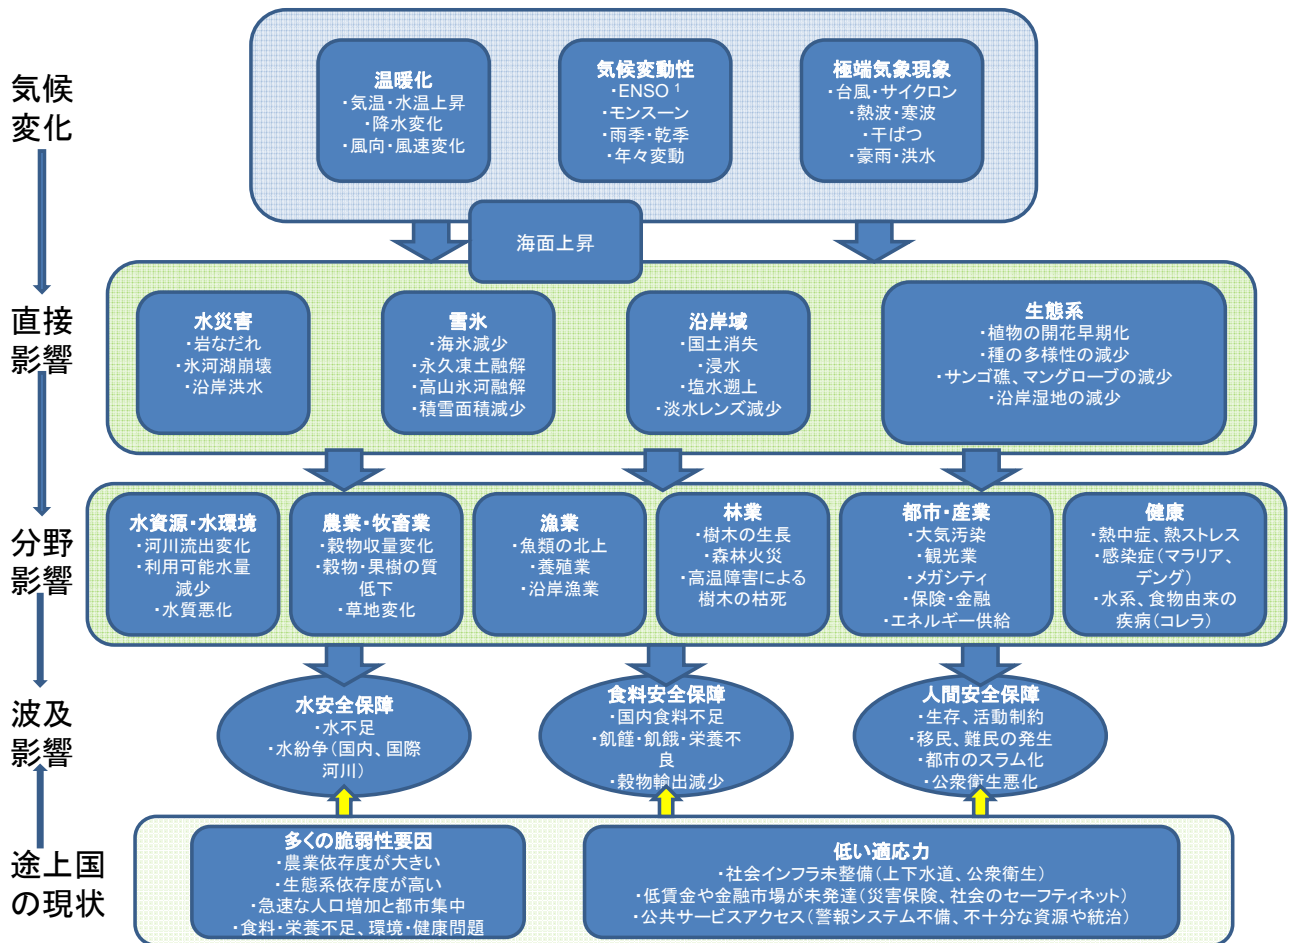 気候
変化
温暖化
・気温・水温上昇
・降水変化
・風向・風速変化
気候変動性
・ENSO 1
・モンスーン
・雨季・乾季
・年々変動
極端気象現象
・台風・サイクロン
・熱波・寒波
・干ばつ
・豪雨・洪水
海面上昇
直接
影響
水災害
・岩なだれ
・氷河湖崩壊
・沿岸洪水
雪氷
・海氷減少
・永久凍土融解
・高山氷河融解
・積雪面積減少
沿岸域
・国土消失
・浸水
・塩水遡上
・淡水レンズ減少
生態系
・植物の開花早期化
・種の多様性の減少
・サンゴ礁、マングローブの減少
・沿岸湿地の減少
分野
影響
水資源・水環境
・河川流出変化
・利用可能水量
減少
・水質悪化
農業・牧畜業
・穀物収量変化
・穀物・果樹の質
低下
・草地変化
漁業
・魚類の北上
・養殖業
・沿岸漁業
林業
・樹木の生長
・森林火災
・高温障害による
樹木の枯死
都市・産業
・大気汚染
・観光業
・メガシティ
・保険・金融
・エネルギー供給
健康
・熱中症、熱ストレス
・感染症(マラリア、
デング)
・水系、食物由来の
疾病(コレラ)
波及
影響
水安全保障
・水不足
・水紛争(国内、国際
河川)
食料安全保障
・国内食料不足
・飢饉・飢餓・栄養不
良
・穀物輸出減少
人間安全保障
・生存、活動制約
・移民、難民の発生
・都市のスラム化
・公衆衛生悪化
途上国
の現状
多くの脆弱性要因
・農業依存度が大きい
・生態系依存度が高い
・急速な人口増加と都市集中
・食料・栄養不足、環境・健康問題
低い適応力
・社会インフラ未整備(上下水道、公衆衛生)
・低賃金や金融市場が未発達(災害保険、社会のセーフティネット)
・公共サービスアクセス(警報システム不備、不十分な資源や統治)